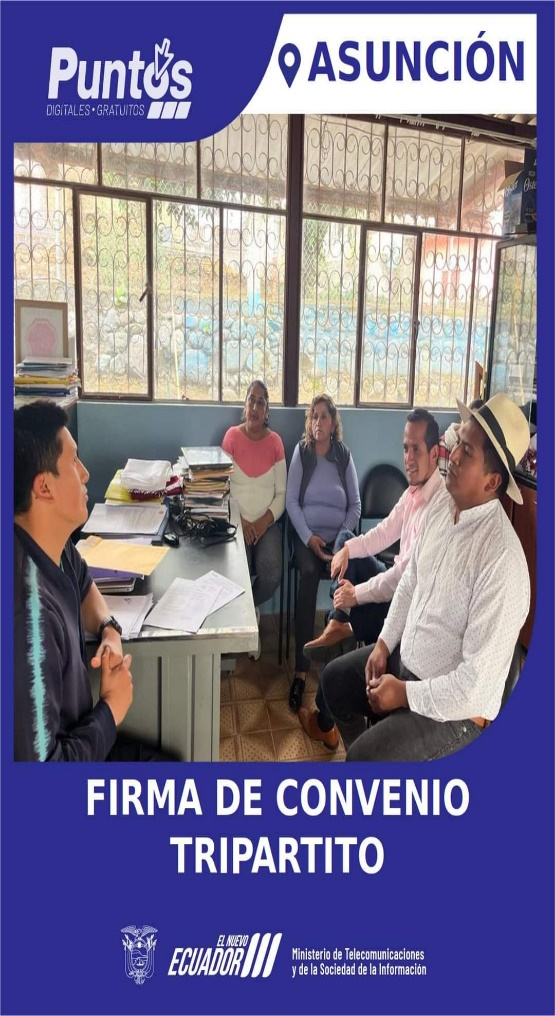 Puntos
DIGITALES • GRATUITOS
ASUNCIÓN
FIRMA DE CONVENIO
TRIPARTITO
EL NUEVO
ECUADOR
Ministerio de Telecomunicaciones
y de la Sociedad de la Información